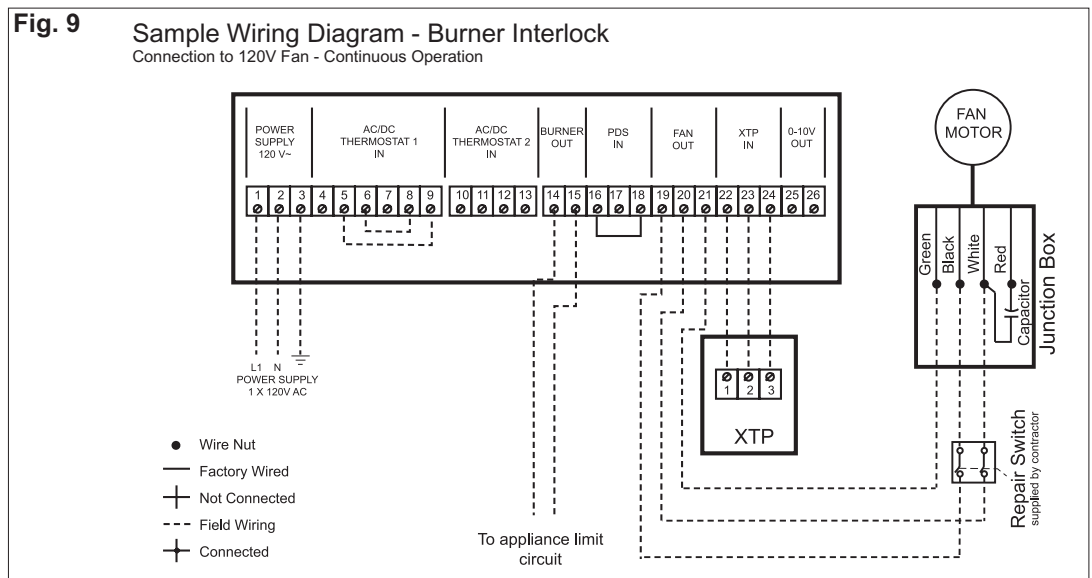 Fig. 9
Sample Wiring Diagram - Burner Interlock
Connection to 120V Fan - Continuous Operation
POWER
SUPPLY
120 V~
AC/DC
THERMOSTAT 1
IN
AC/DC
THERMOSTAT 2
IN
BURNER
OUT
PDS
IN
FAN
OUT
XTP
IN
0-10V
OUT
1 2 3 4 5 6 7 8 9
10 11 12 13
14 15 16 17 18 19 20 21 22 23 24 25 26
FAN
MOTOR
Green
Black
White
Red
Capacitor
Junction Box
L1 N
POWER SUPPLY
1 X 120V AC
1 2 3
XTP
Repair Switch
supplied by contractor
Wire Nut
Factory Wired
Not Connected
Field Wiring
Connected
To appliance limit
circuit